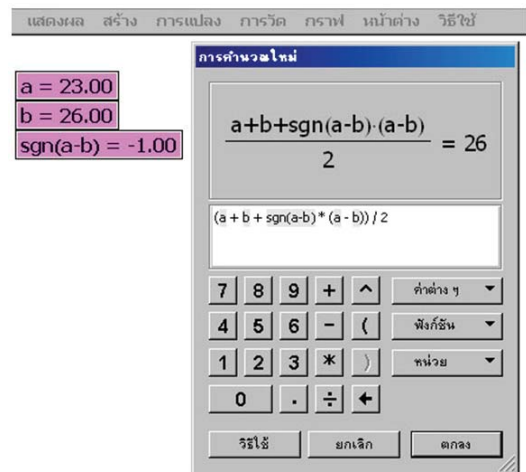 แสดงผล สร้าง การแปลง การวัด กราฟ หน้าต่าง วิธีใช้
a = 23.00
b = 26.00
sgn(a-b) = -1.00
การคำนวณใหม่
a+b+sgn(a-b)·(a-b)
2
= 26
(a + b + sgn(a-b) * (a - b)) / 2
7 8 9 + ^ ค่าต่าง ๆ
4 5 6 - ( ฟังก์ชัน
1 2 3 * ) หน่วย
0 . ÷ ←
วิธีใช้ ยกเลิก ตกลง